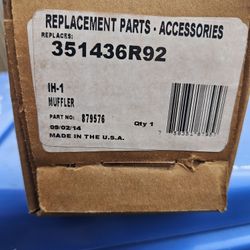 REPLACEMENT PARTS - ACCESSORIES
REPLACES:
351436R92
IH-1
MUFFLER
PART NO: 879576 Qty 1
09/02/14
MADE IN THE U.S.A.